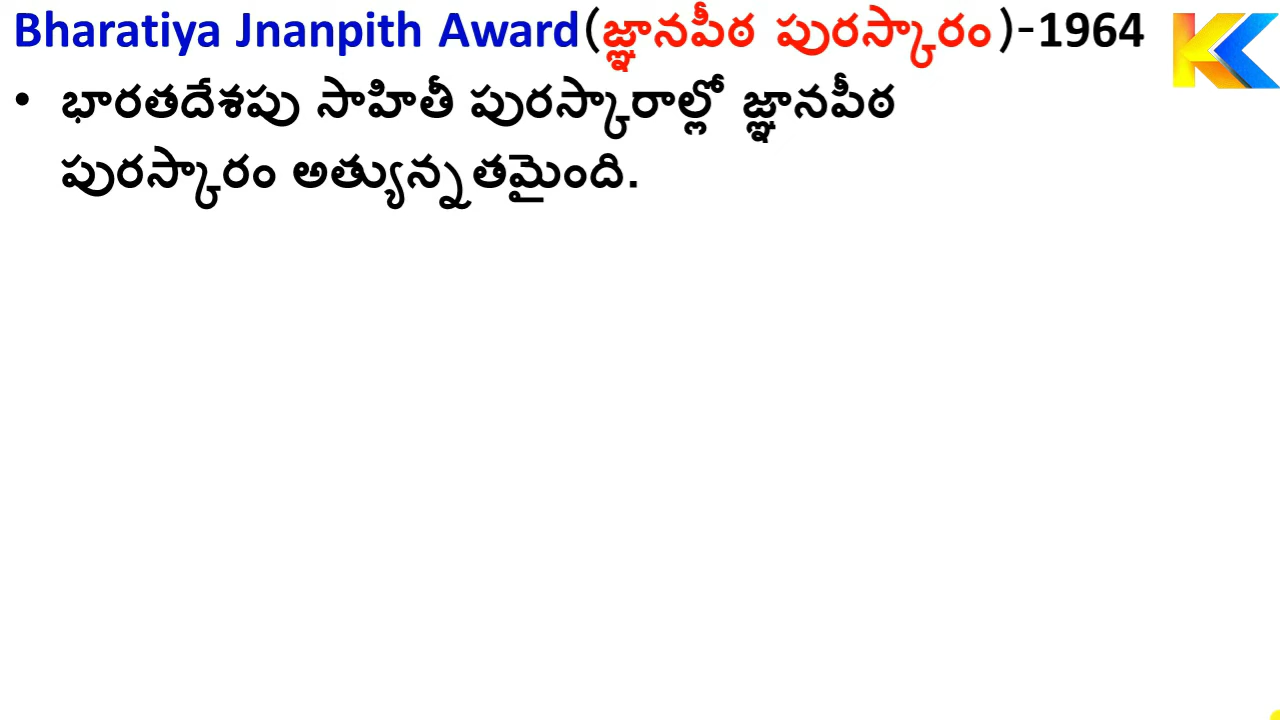 Bharatiya Jnanpith Award(జ్ఞానపీఠ పురస్కారం)-1964
• భారతదేశపు సాహితీ పురస్కారాల్లో జ్ఞానపీఠ
పురస్కారం అత్యున్నతమైంది.